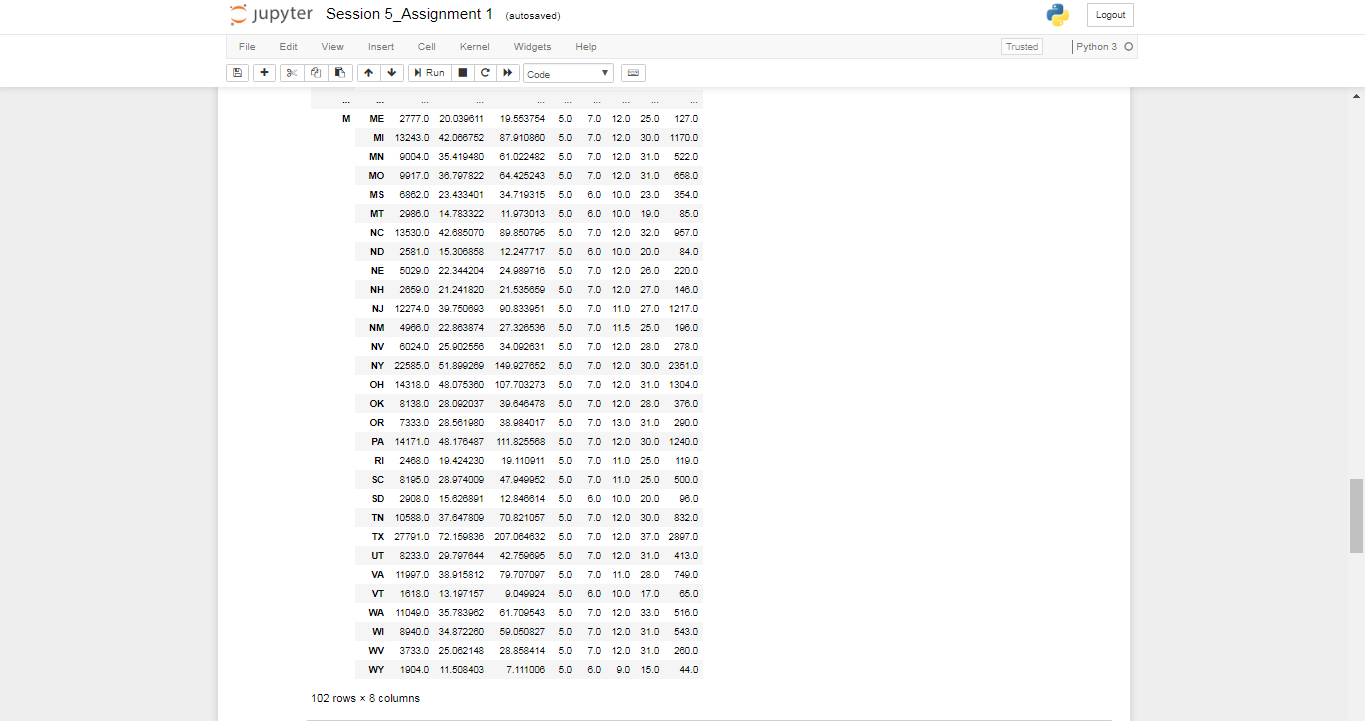 jupyter Session 5_Assignment 1 (autosaved) Logout
File Edit View Insert Cell Kernel Widgets Help Trusted Python 3
Run Code
... ... ... ... ... ... ... ... ... ...
M ME 2777.0 20.039611 19.553754 5.0 7.0 12.0 25.0 127.0
MI 13243.0 42.066752 87.910860 5.0 7.0 12.0 30.0 1170.0
MN 9004.0 35.419480 61.022482 5.0 7.0 12.0 31.0 522.0
MO 9917.0 36.797822 64.425243 5.0 7.0 12.0 31.0 658.0
MS 6862.0 23.433401 34.719315 5.0 6.0 10.0 23.0 354.0
MT 2986.0 14.783322 11.973013 5.0 6.0 10.0 19.0 85.0
NC 13530.0 42.685070 89.850795 5.0 7.0 12.0 32.0 957.0
ND 2581.0 15.306858 12.247717 5.0 6.0 10.0 20.0 84.0
NE 5029.0 22.344204 24.989716 5.0 7.0 12.0 26.0 220.0
NH 2659.0 21.241820 21.535659 5.0 7.0 12.0 27.0 146.0
NJ 12274.0 39.750693 90.833951 5.0 7.0 11.0 27.0 1217.0
NM 4966.0 22.863874 27.326536 5.0 7.0 11.5 25.0 196.0
NV 6024.0 25.902556 34.092631 5.0 7.0 12.0 28.0 278.0
NY 22585.0 51.899269 149.927652 5.0 7.0 12.0 30.0 2351.0
OH 14318.0 48.075360 107.703273 5.0 7.0 12.0 31.0 1304.0
OK 8138.0 28.092037 39.646478 5.0 7.0 12.0 28.0 376.0
OR 7333.0 28.561980 38.984017 5.0 7.0 13.0 31.0 290.0
PA 14171.0 48.176487 111.825568 5.0 7.0 12.0 30.0 1240.0
RI 2468.0 19.424230 19.110911 5.0 7.0 11.0 25.0 119.0
SC 8195.0 28.974009 47.949952 5.0 7.0 11.0 25.0 500.0
SD 2908.0 15.626891 12.846614 5.0 6.0 10.0 20.0 96.0
TN 10588.0 37.647809 70.821057 5.0 7.0 12.0 30.0 832.0
TX 27791.0 72.159836 207.064632 5.0 7.0 12.0 37.0 2897.0
UT 8233.0 29.797644 42.759695 5.0 7.0 12.0 31.0 413.0
VA 11997.0 38.915812 79.707097 5.0 7.0 11.0 28.0 749.0
VT 1618.0 13.197157 9.049924 5.0 6.0 10.0 17.0 65.0
WA 11049.0 35.783962 61.709543 5.0 7.0 12.0 33.0 516.0
WI 8940.0 34.872260 59.050827 5.0 7.0 12.0 31.0 543.0
WV 3733.0 25.062148 28.858414 5.0 7.0 12.0 31.0 260.0
WY 1904.0 11.508403 7.111006 5.0 6.0 9.0 15.0 44.0
102 rows × 8 columns